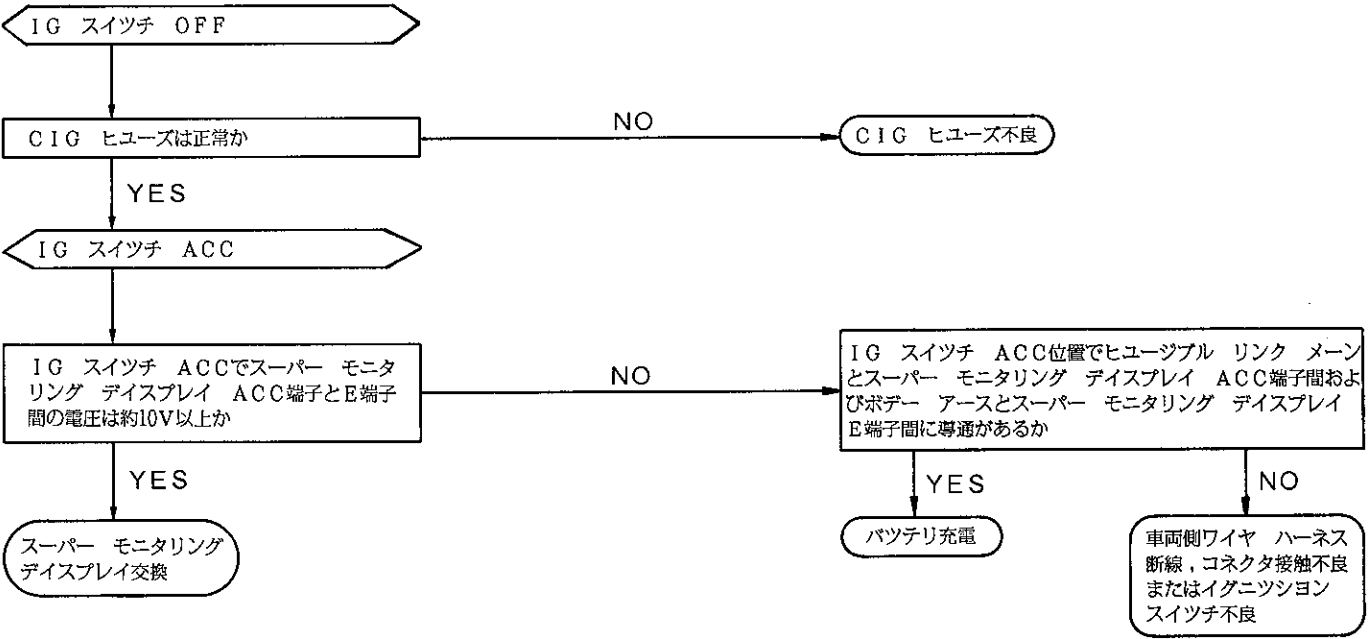 ＩＧ　スイツチ　ＯＦＦ
ＣＩＧ　ヒユーズは正常か
NO
ＣＩＧ　ヒユーズ不良
YES
ＩＧ　スイツチ　ＡＣＣ
ＩＧ　スイツチ　ＡＣＣでスーパー　モニタ
リング　デイスプレイ　ＡＣＣ端子とＥ端子
間の電圧は約10Ｖ以上か
NO
ＩＧ　スイツチ　ＡＣＣ位置でヒユージブル　リンク　メーン
とスーパー　モニタリング　デイスプレイ　ＡＣＣ端子間およ
びボデー　アースとスーパー　モニタリング　デイスプレイ
Ｅ端子間に導通があるか
YES
スーパー　モニタリング
デイスプレイ交換
YES
バツテリ充電
NO
車両側ワイヤ　ハーネス
断線，コネクタ接触不良
またはイグニツシヨン
スイツチ不良